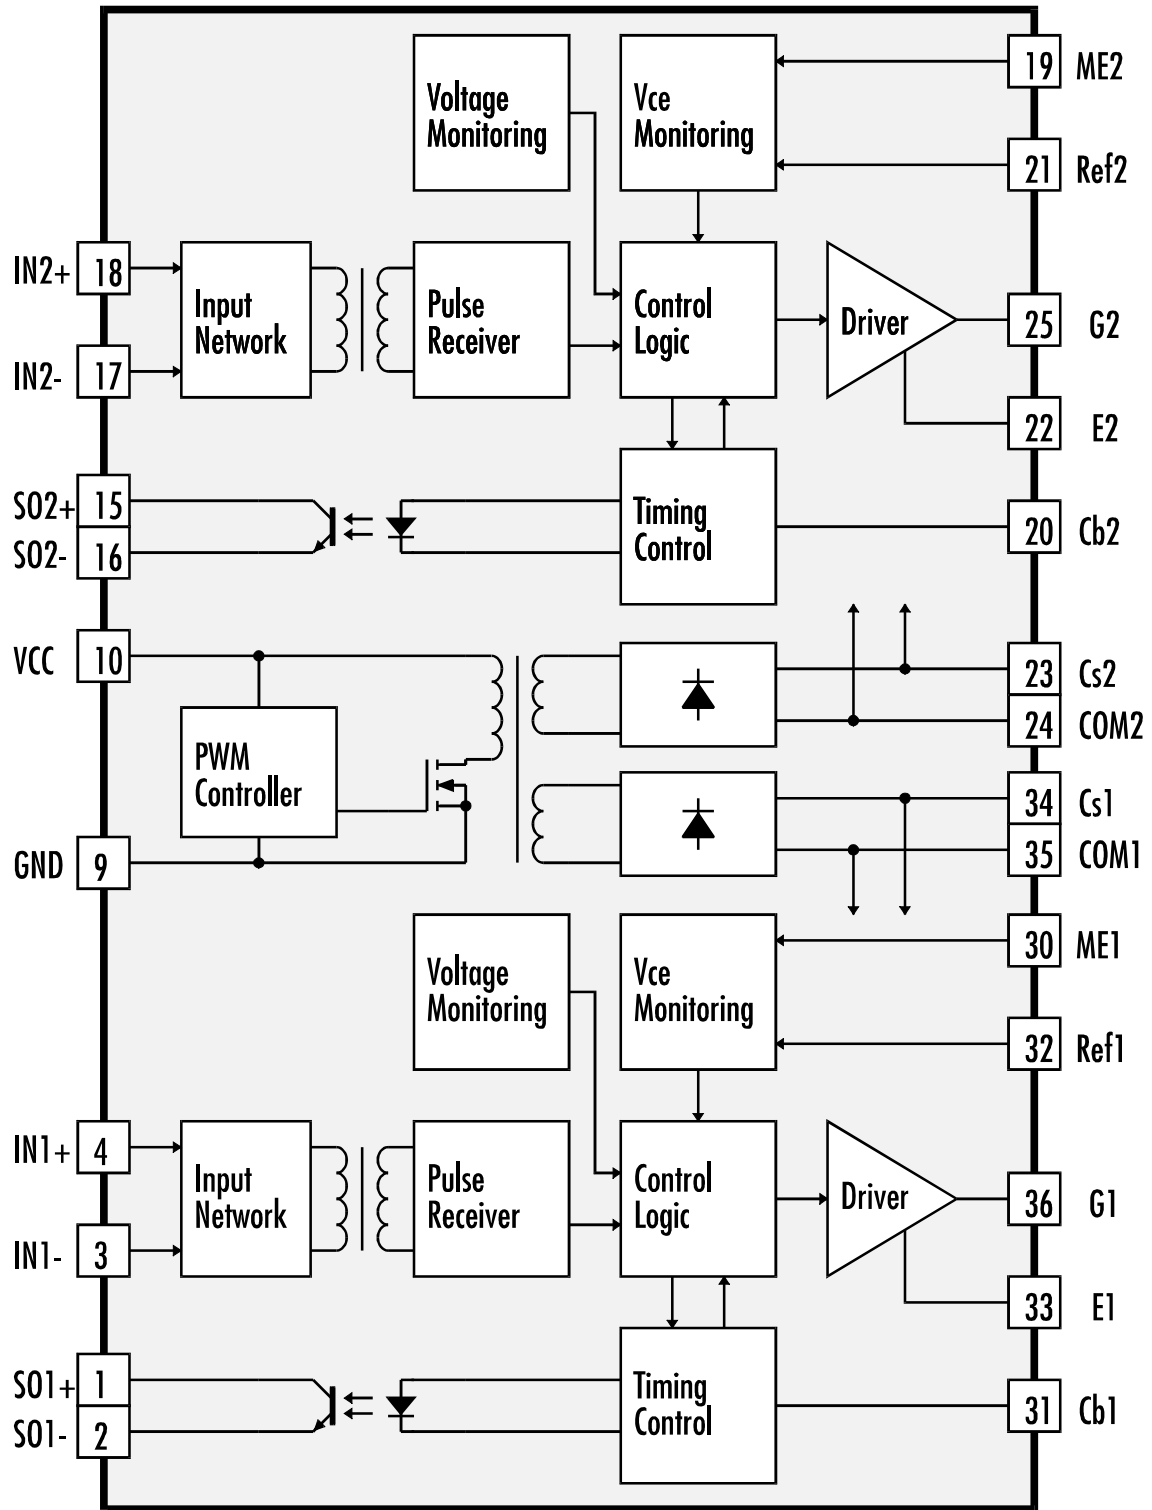 Voltage
Monitoring
Vce
Monitoring
19 ME2
21 Ref2
IN2+ 18
IN2- 17
Input
Network
Pulse
Receiver
Control
Logic
Driver
25 G2
22 E2
SO2+ 15
SO2- 16
Timing
Control
20 Cb2
VCC 10
23 Cs2
24 COM2
PWM
Controller
34 Cs1
35 COM1
GND 9
Voltage
Monitoring
Vce
Monitoring
30 ME1
32 Ref1
IN1+ 4
IN1- 3
Input
Network
Pulse
Receiver
Control
Logic
Driver
36 G1
33 E1
SO1+ 1
SO1- 2
Timing
Control
31 Cb1